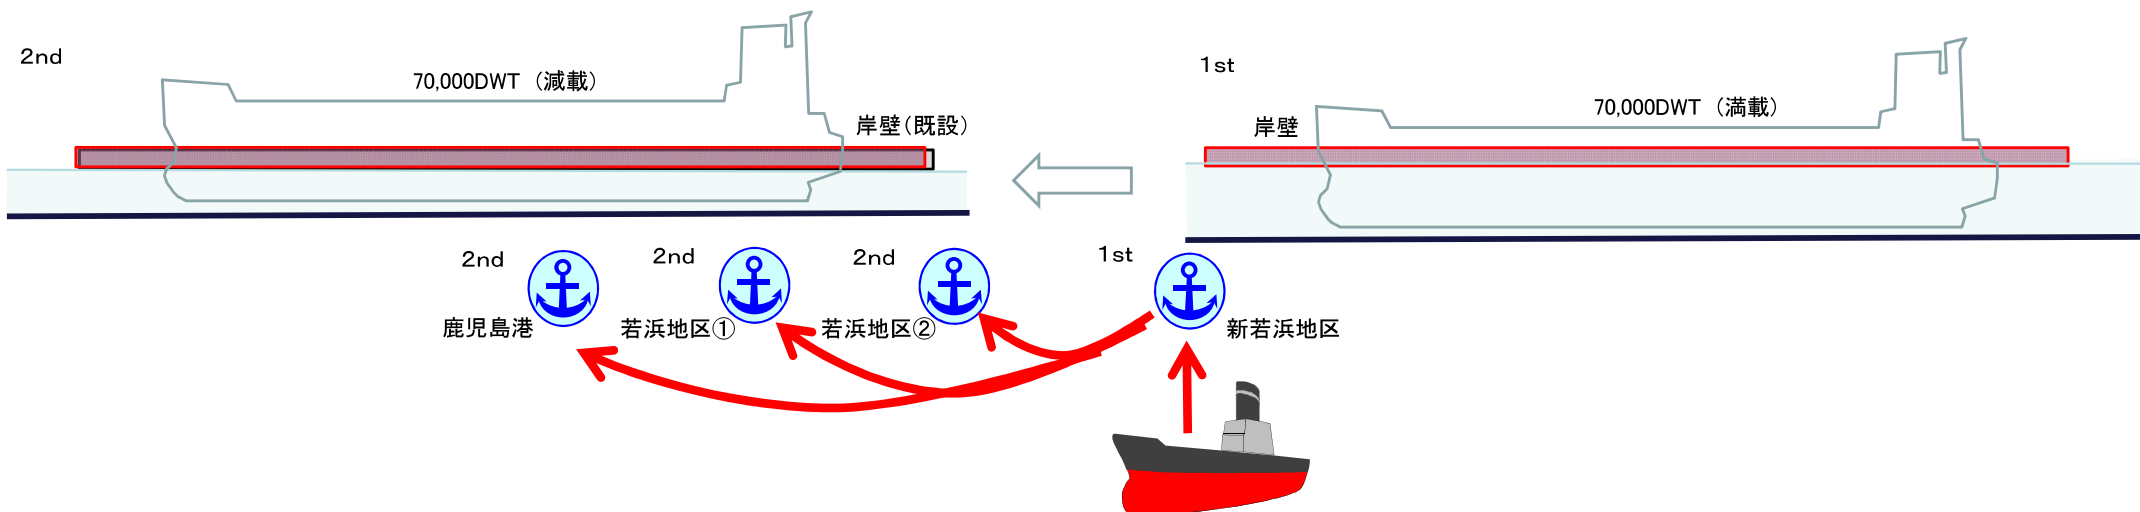 2nd
70,000DWT（減載）
岸壁（既設）
1st
70,000DWT（満載）
岸壁
2nd
鹿児島港
2nd
若浜地区①
2nd
若浜地区②
1st
新若浜地区